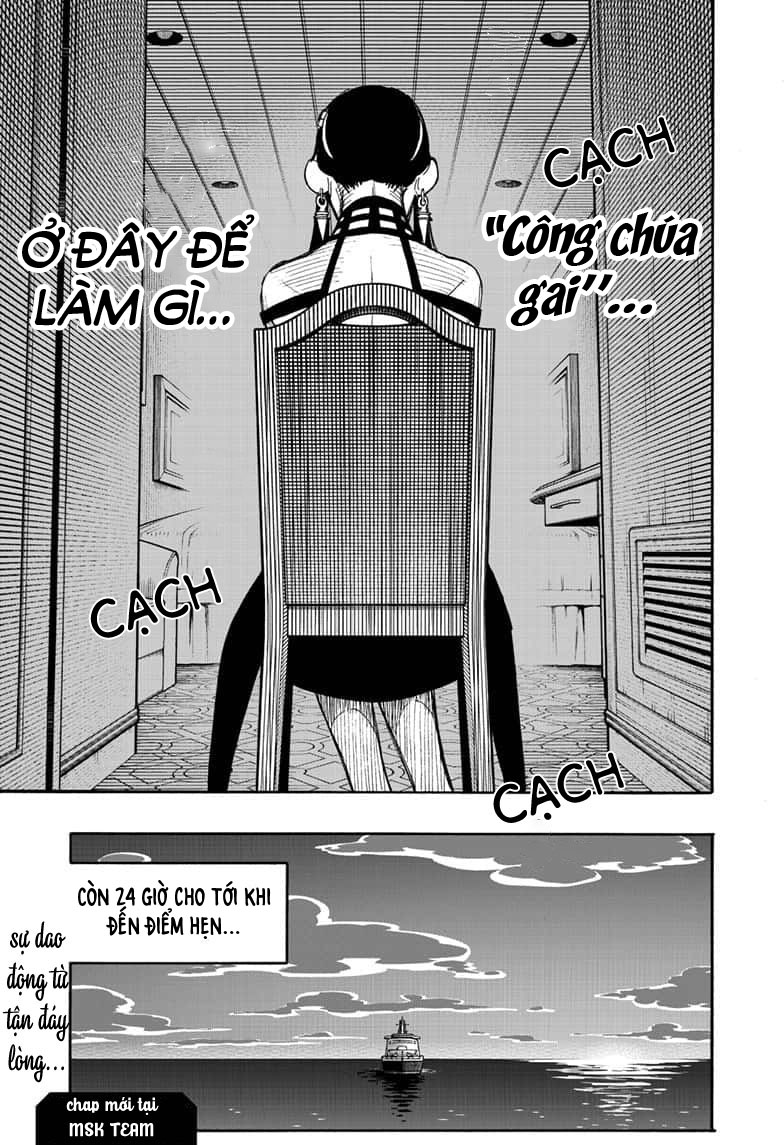 CẠCH
“Công chúa
gai”...
Ở ĐÂY ĐỂ
LÀM GÌ...
CẠCH
CẠCH
CÒN 24 GIỜ CHO TỚI KHI
ĐẾN ĐIỂM HẸN...
sự dao
động từ
tận đáy
lòng...
chap mới tại
MSK TEAM